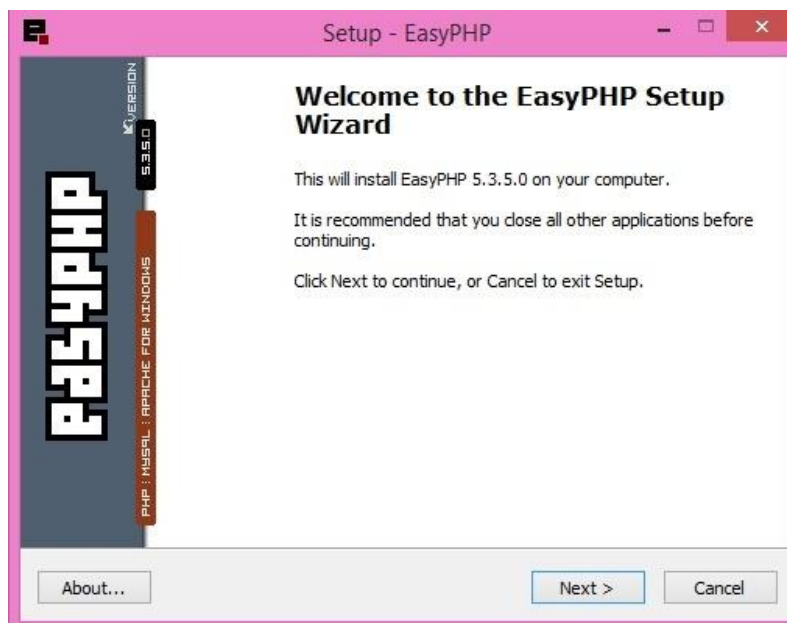 Setup - EasyPHP
VERSION
5.3.5.0
easyphp
PHP : MYSQL : APACHE FOR WINDOWS
Welcome to the EasyPHP Setup
Wizard
This will install EasyPHP 5.3.5.0 on your computer.
It is recommended that you close all other applications before
continuing.
Click Next to continue, or Cancel to exit Setup.
About...
Next >
Cancel